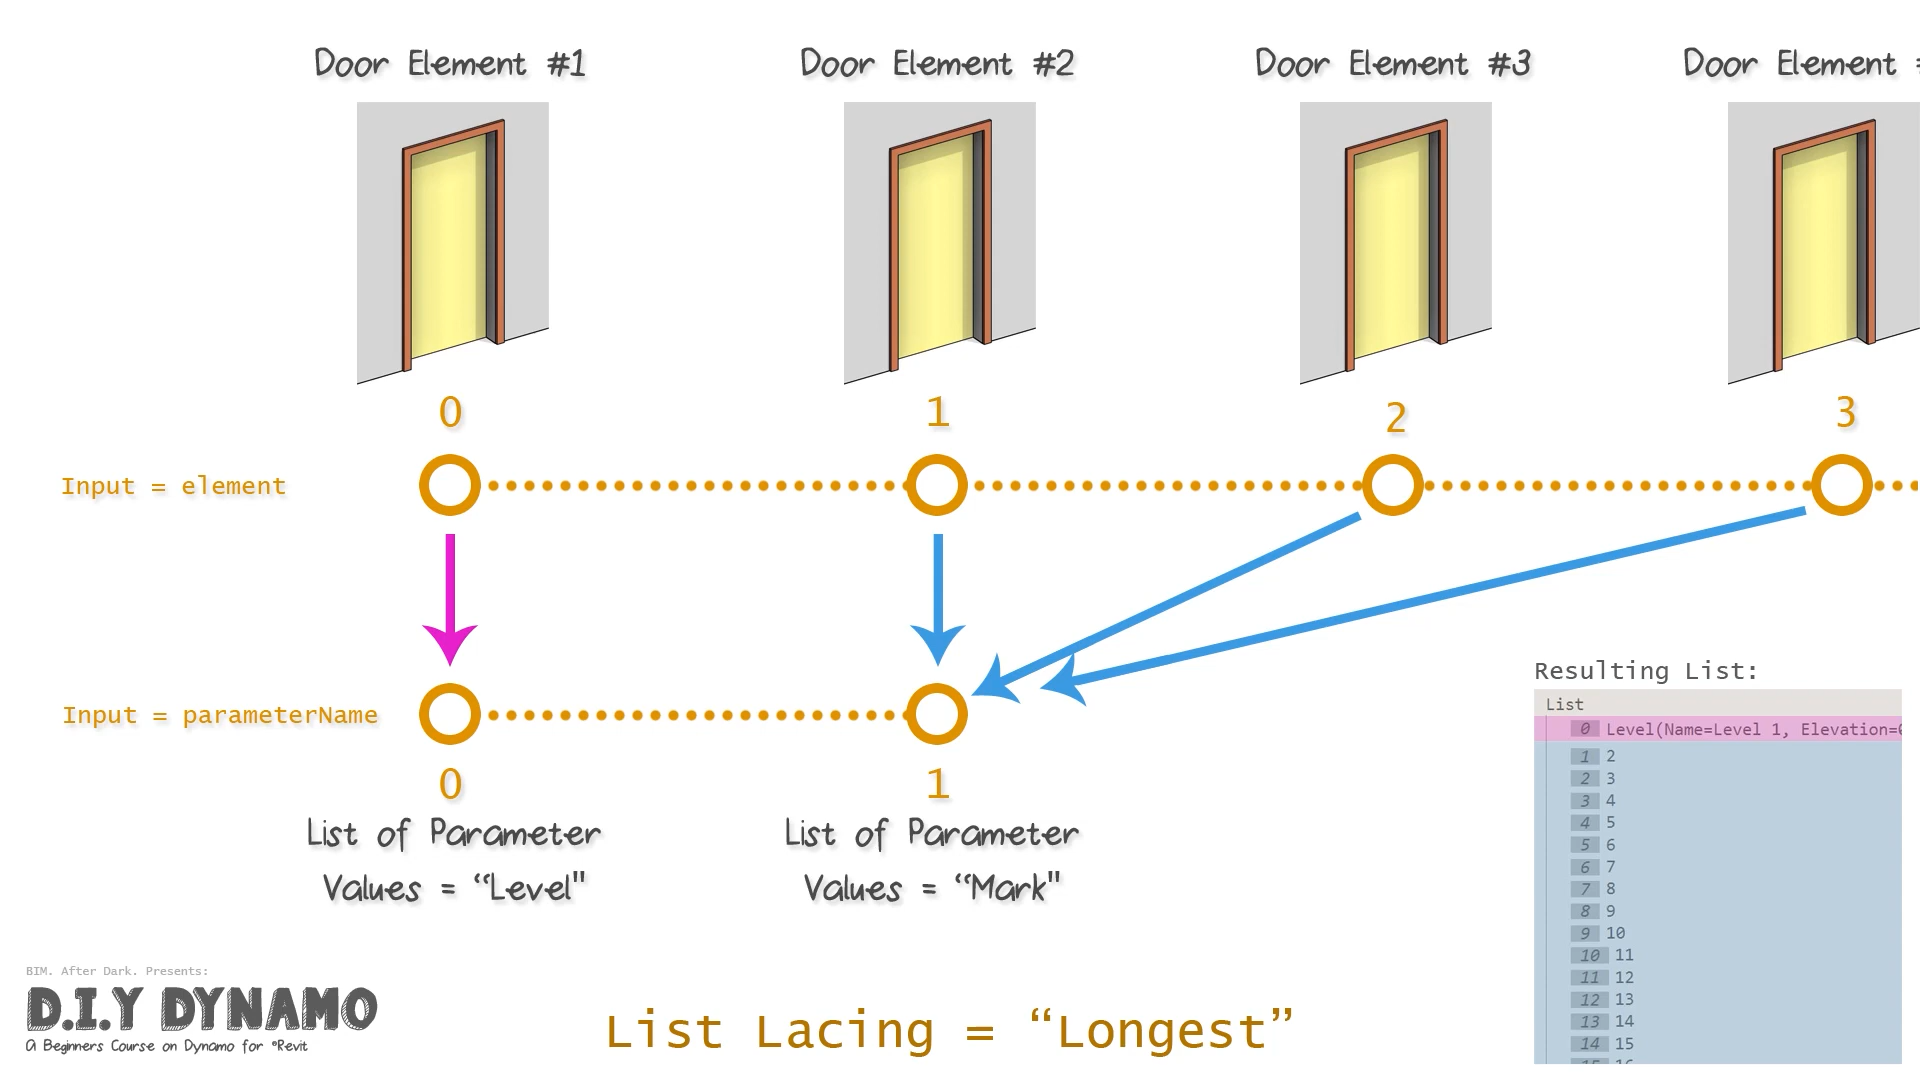 Door Element #1
Door Element #2
Door Element #3
Door Element
0
1
2
3
Input = element
Input = parameterName
0
1
List of Parameter
Values = “Level"
List of Parameter
Values = “Mark"
Resulting List:
List
0 Level(Name=Level 1, Elevation=
1 2
2 3
3 4
4 5
5 6
6 7
7 8
8 9
9 10
10 11
11 12
12 13
13 14
14 15
15 16
BIM. After Dark. Presents:
D.I.Y DYNAMO
A Beginners Course on Dynamo for ®Revit
List Lacing = “Longest”